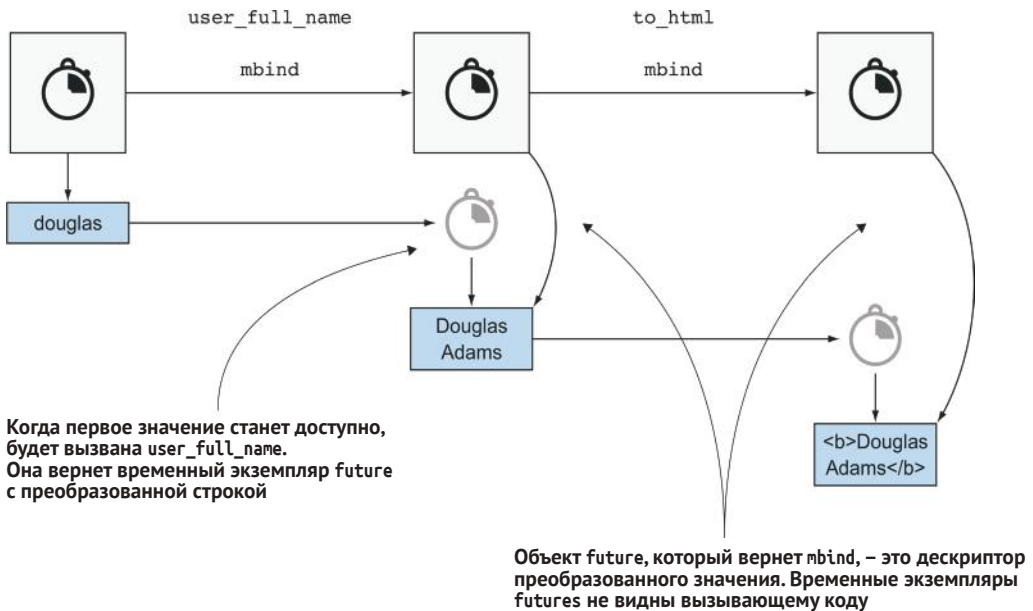 user_full_name
to_html
mbind
mbind
douglas
Douglas
Adams
<b>Douglas
Adams</b>
Когда первое значение станет доступно,
будет вызвана user_full_name.
Она вернет временный экземпляр future
с преобразованной строкой
Объект future, который вернет mbind, – это дескриптор
преобразованного значения. Временные экземпляры
futures не видны вызывающему коду